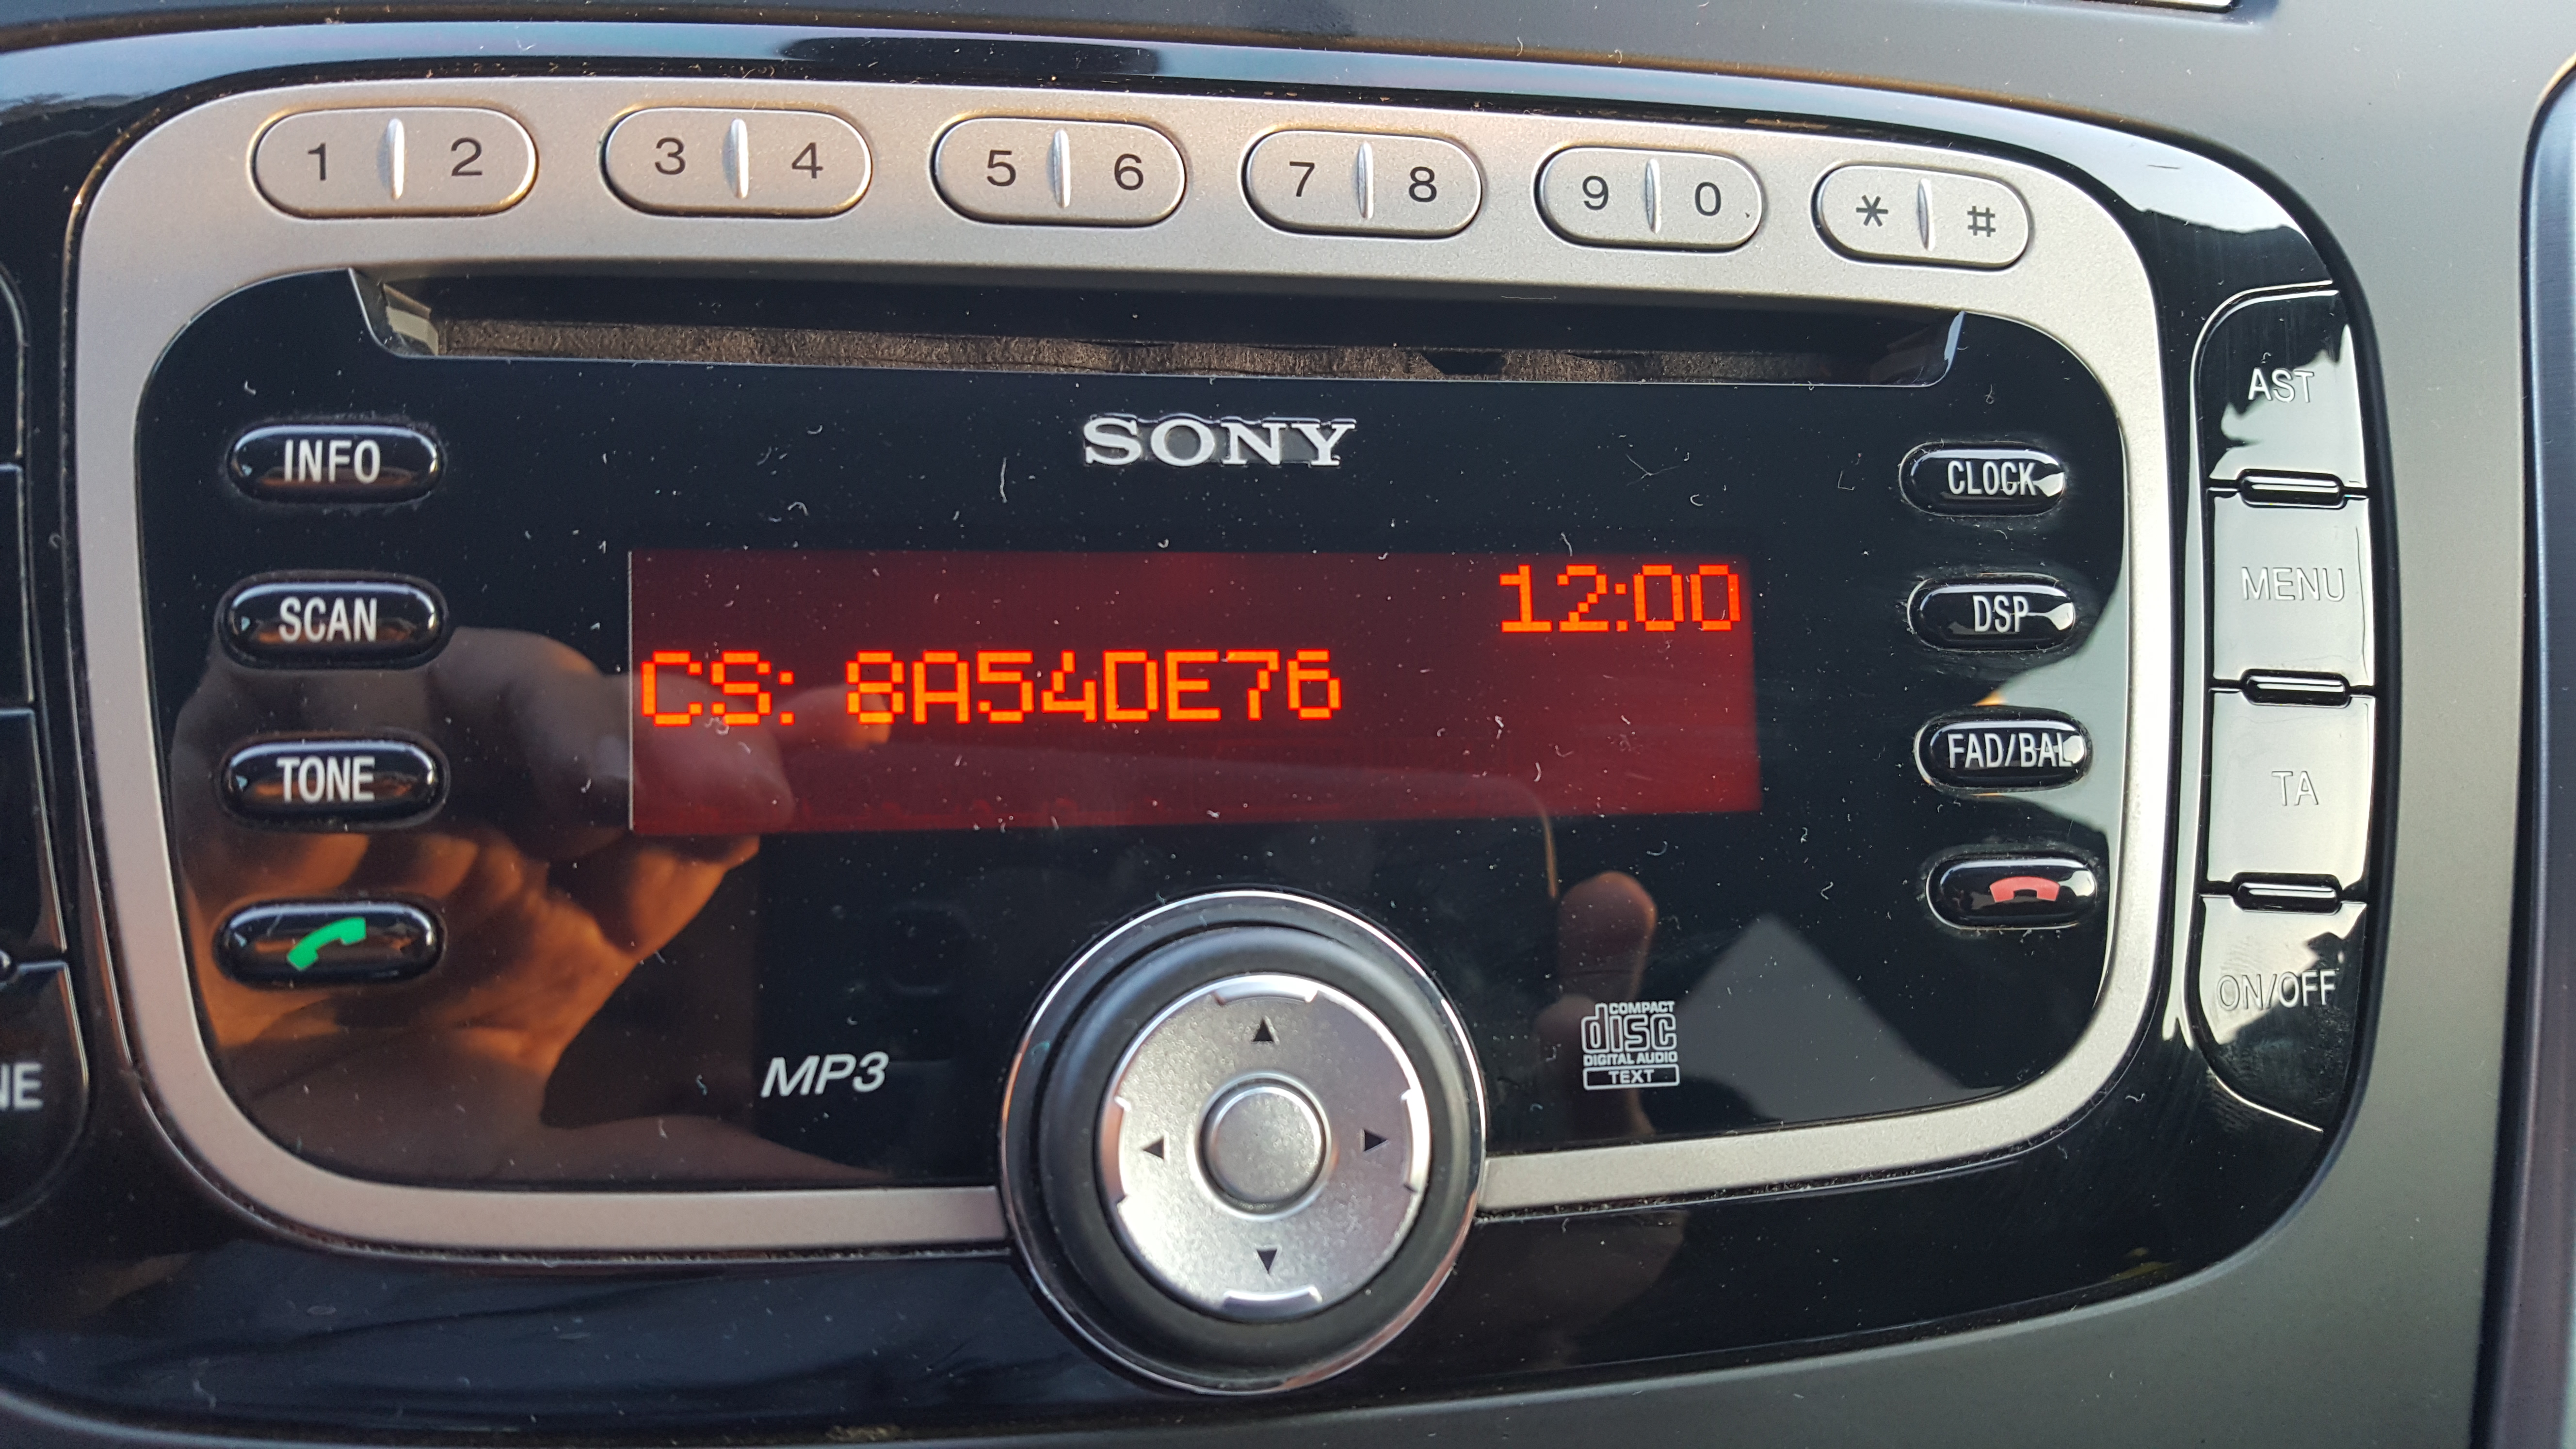 1 2 3 4 5 6 7 8 9 0 * #
SONY
INFO
CLOCK
AST
12:00
SCAN
DSP
MENU
CS: 8A54DE76
TONE
FAD/BAL
TA
ON/OFF
MP3
COMPACT
disc
DIGITAL AUDIO
TEXT